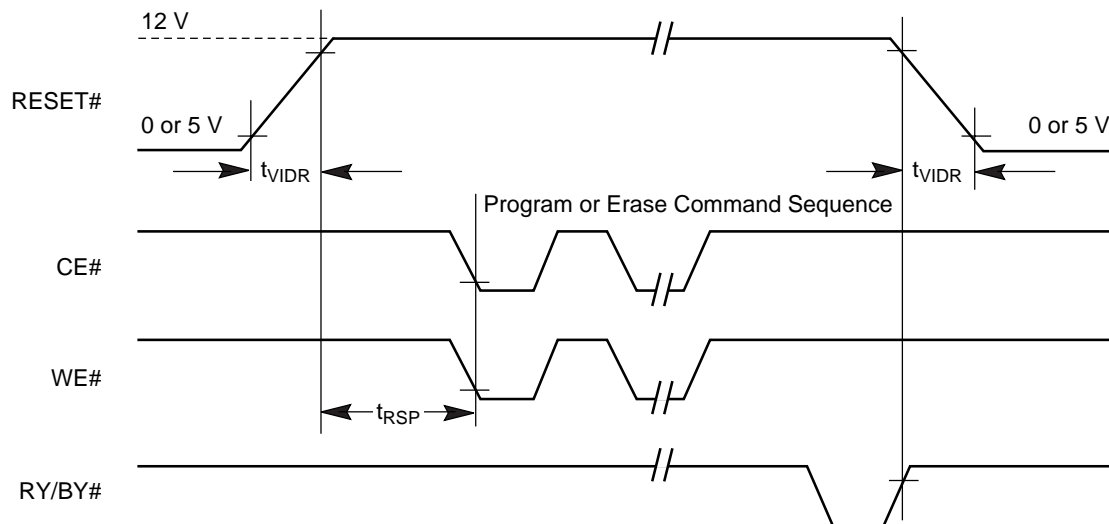 12 V
RESET#
0 or 5 V
0 or 5 V
tVIDR
tVIDR
Program or Erase Command Sequence
CE#
WE#
tRSP
RY/BY#